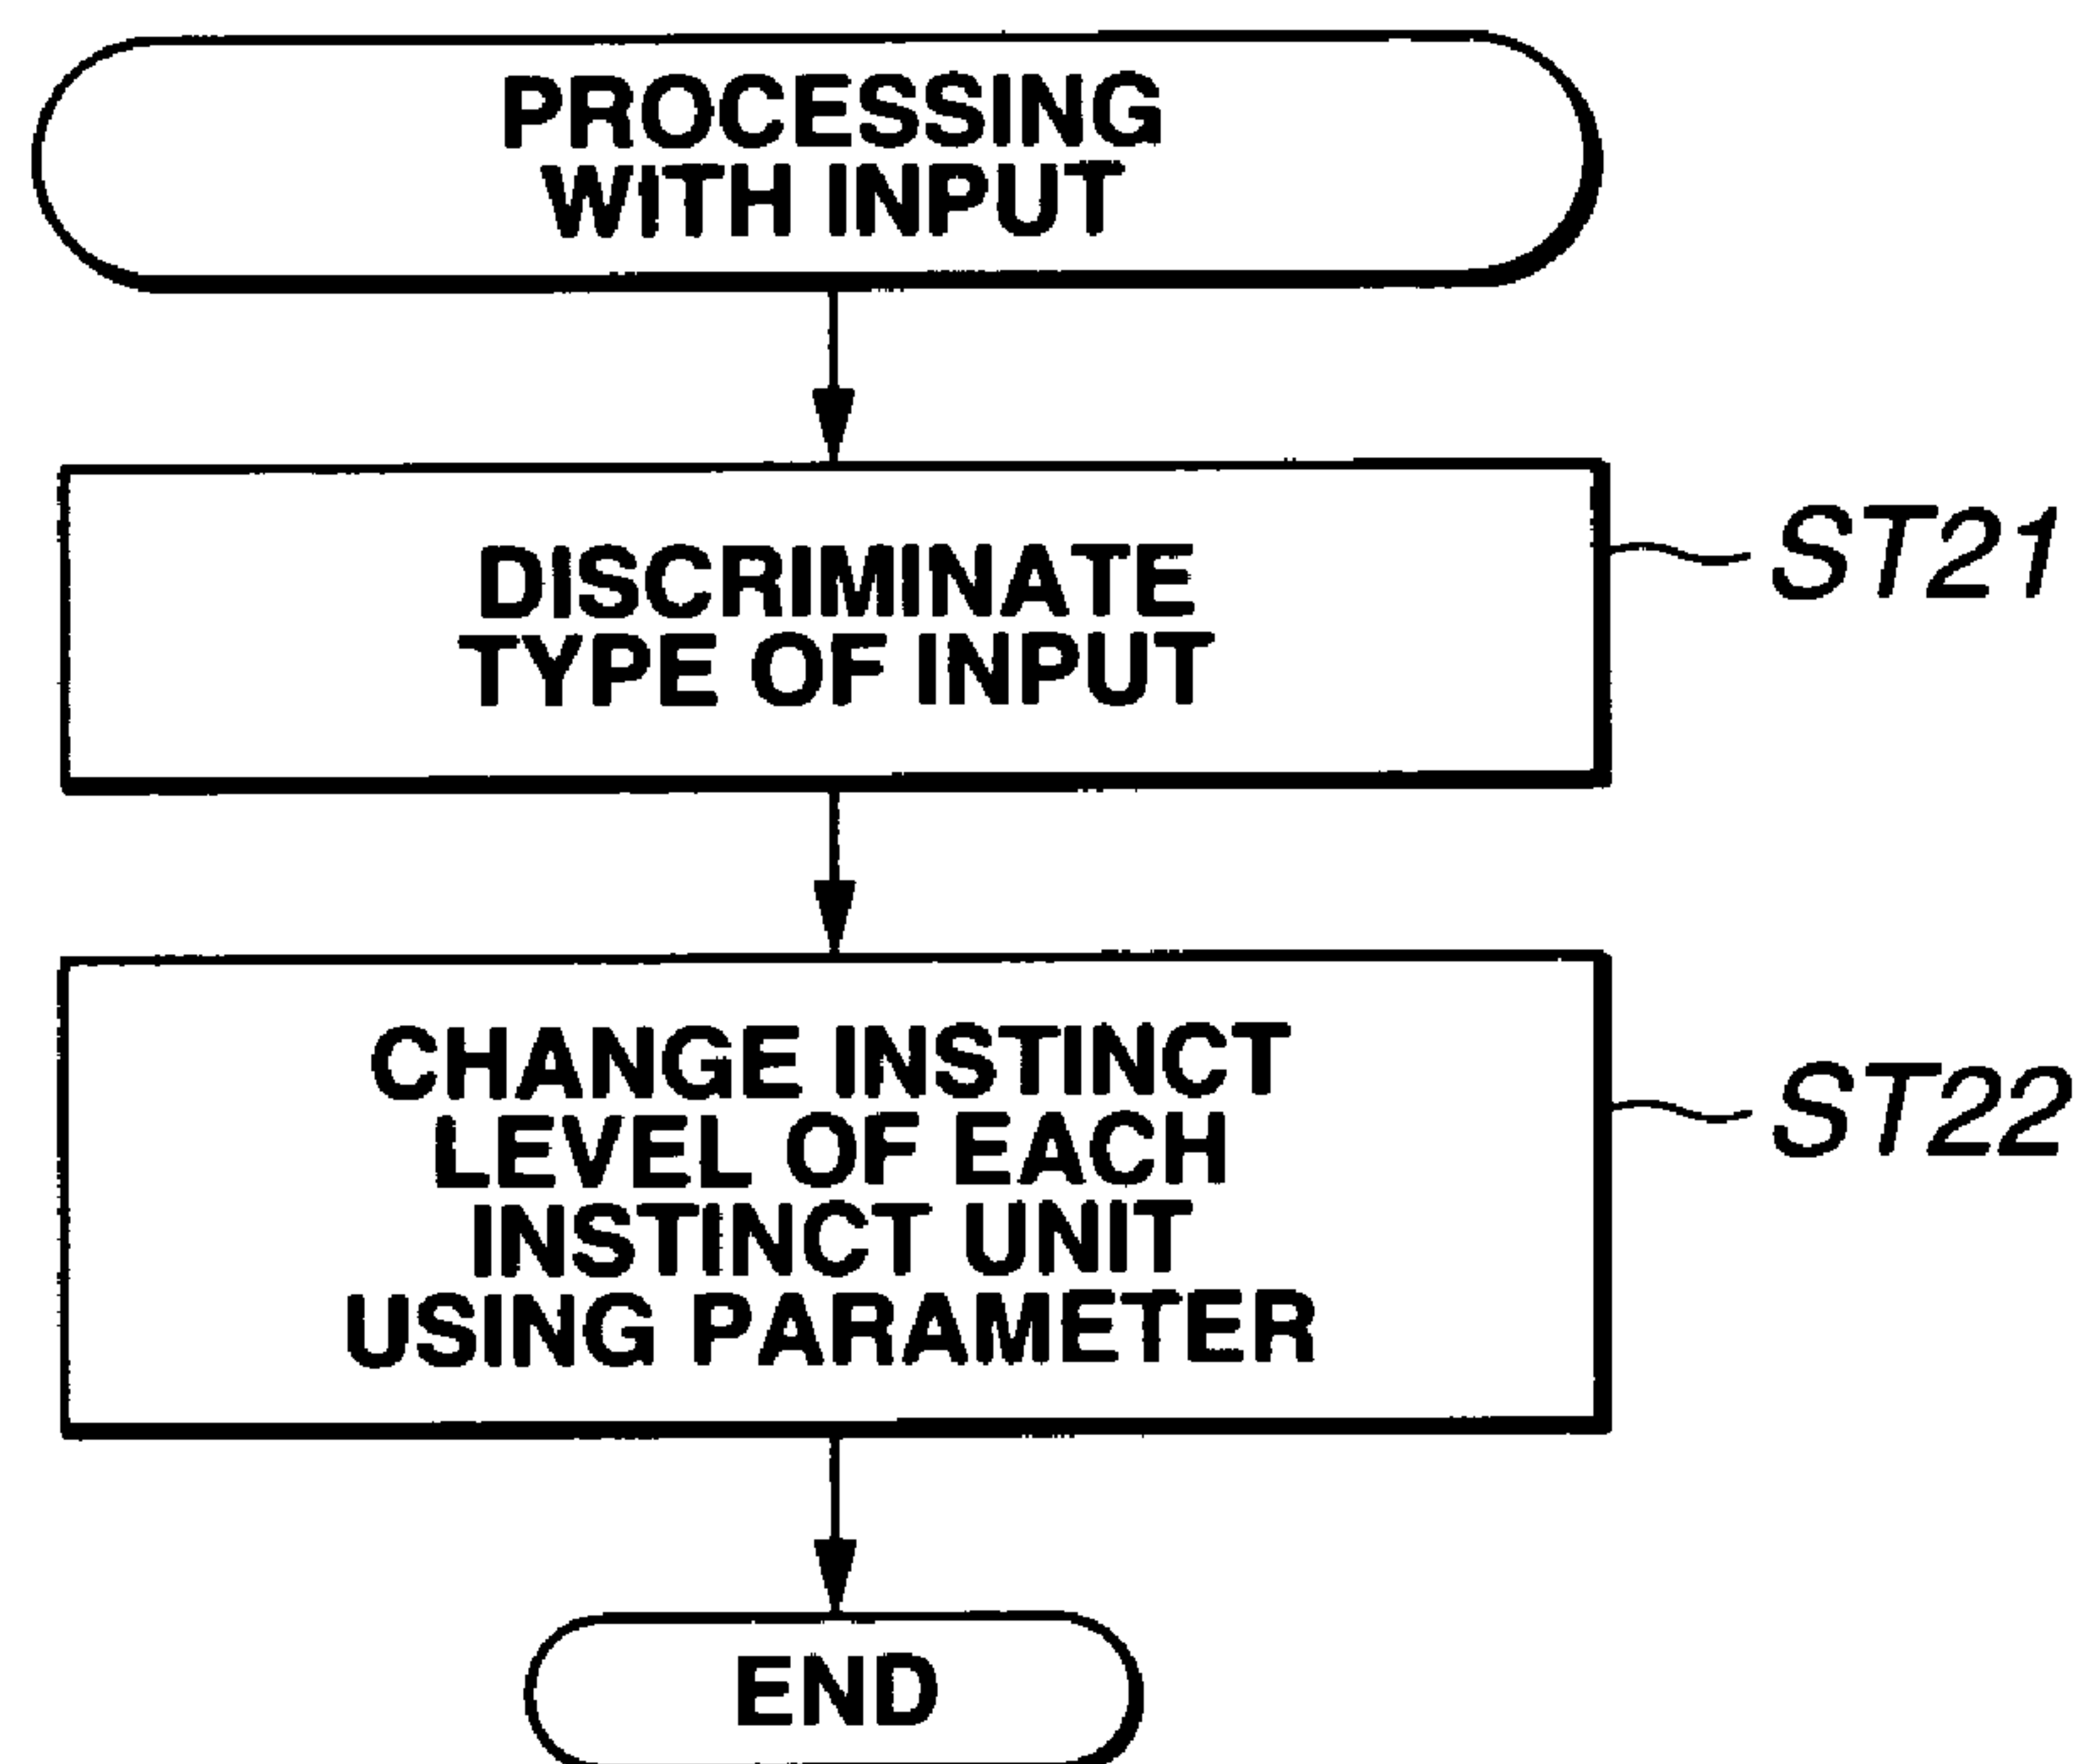 PROCESSING
WITH INPUT
DISCRIMINATE
TYPE OF INPUT
ST21
CHANGE INSTINCT
LEVEL OF EACH
INSTINCT UNIT
USING PARAMETER
ST22
END